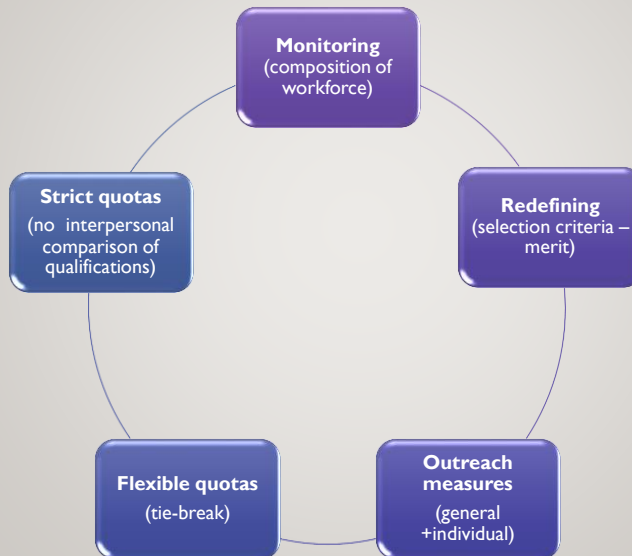 Monitoring
(composition of
workforce)
Redefining
(selection criteria –
merit)
Outreach
measures
(general
+individual)
Flexible quotas
(tie-break)
Strict quotas
(no interpersonal
comparison of
qualifications)